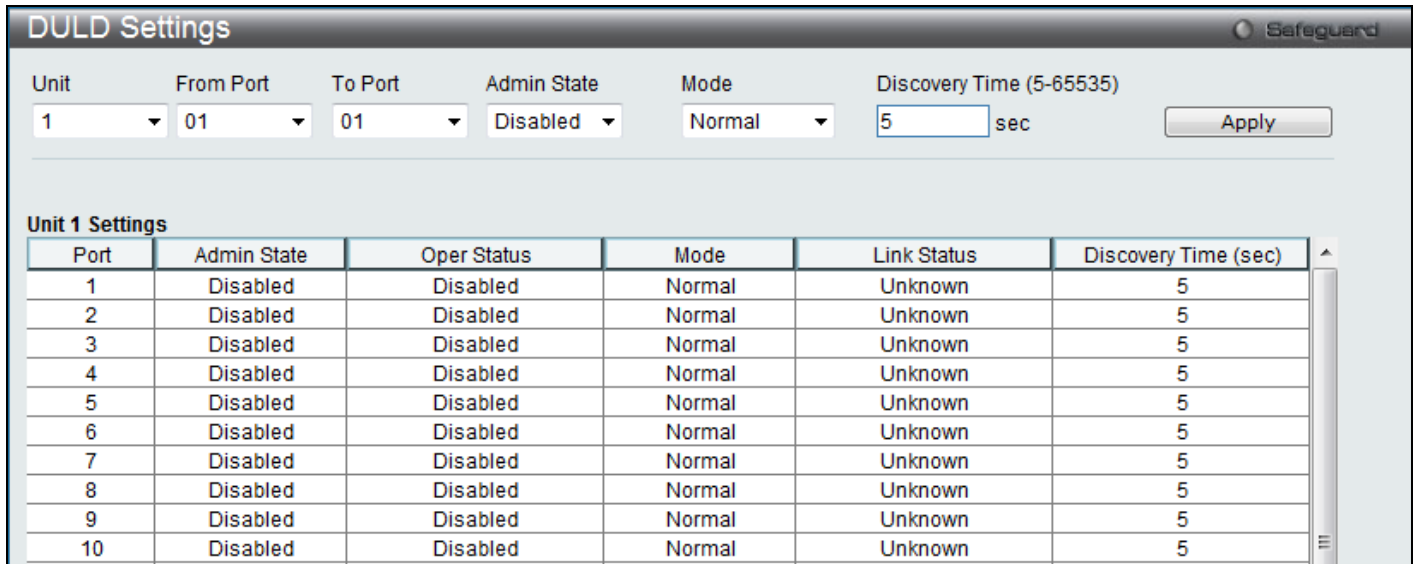 DULD Settings Safeguard
Unit From Port To Port Admin State Mode Discovery Time (5-65535)
1 01 01 Disabled Normal 5 sec Apply
Unit 1 Settings
Port Admin State Oper Status Mode Link Status Discovery Time (sec)
1 Disabled Disabled Normal Unknown 5
2 Disabled Disabled Normal Unknown 5
3 Disabled Disabled Normal Unknown 5
4 Disabled Disabled Normal Unknown 5
5 Disabled Disabled Normal Unknown 5
6 Disabled Disabled Normal Unknown 5
7 Disabled Disabled Normal Unknown 5
8 Disabled Disabled Normal Unknown 5
9 Disabled Disabled Normal Unknown 5
10 Disabled Disabled Normal Unknown 5